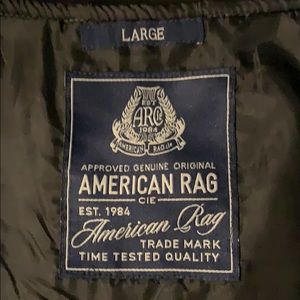 LARGE
EST
ARC
1984
AMERICAN RAG CIE
APPROVED GENUINE ORIGINAL
AMERICAN RAG
CIE
EST. 1984
American Rag
TRADE MARK
TIME TESTED QUALITY